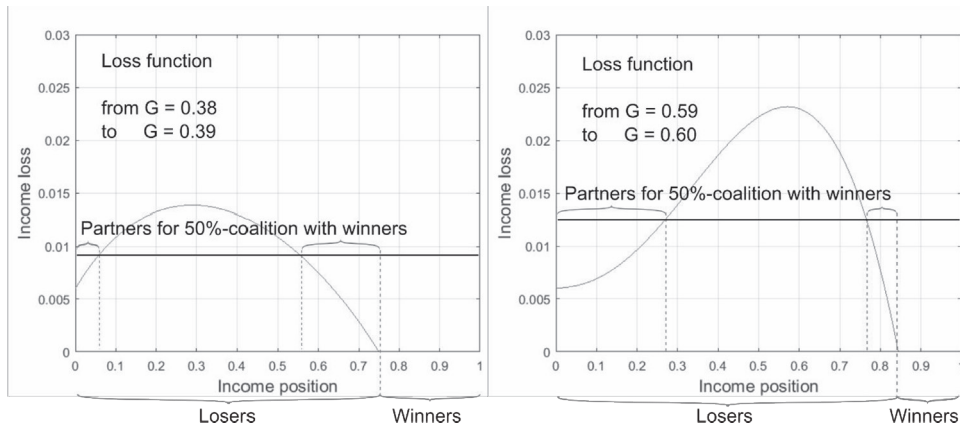 0.03
0.025
0.02
0.015
0.01
0.005
0
Income loss
Loss function
from G = 0.38
to G = 0.39
Partners for 50%-coalition with winners
0 0.1 0.2 0.3 0.4 0.5 0.6 0.7 0.8 0.9 1
Income position
Losers Winners
0.03
0.025
0.02
0.015
0.01
0.005
0
Income loss
Loss function
from G = 0.59
to G = 0.60
Partners for 50%-coalition with winners
0 0.1 0.2 0.3 0.4 0.5 0.6 0.7 0.8 0.9 1
Income position
Losers Winners